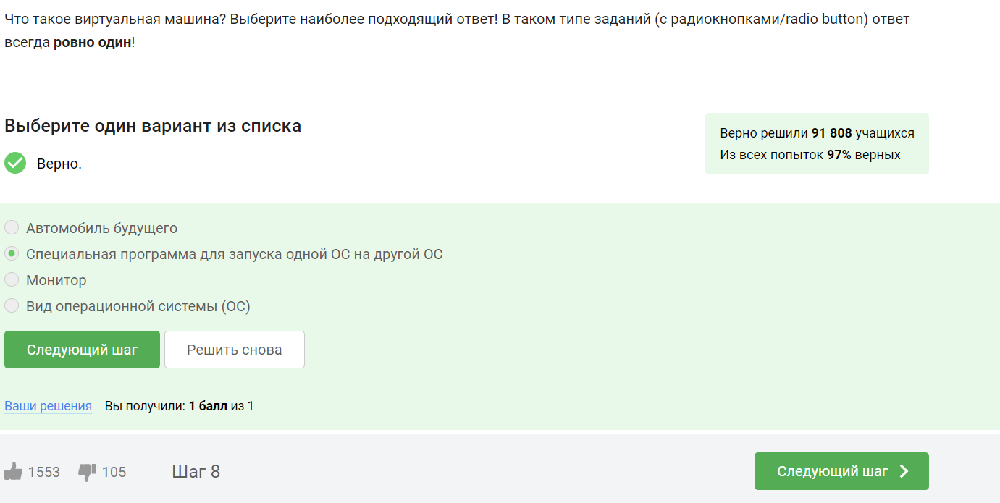 Что такое виртуальная машина? Выберите наиболее подходящий ответ! В таком типе заданий (с радиокнопками/radio button) ответ
всегда ровно один!
Выберите один вариант из списка
Верно.
Верно решили 91 808 учащихся
Из всех попыток 97% верных
Автомобиль будущего
Специальная программа для запуска одной ОС на другой ОС
Монитор
Вид операционной системы (ОС)
Следующий шаг
Решить снова
Ваши решения Вы получили: 1 балл из 1
1553 105 Шаг 8 Следующий шаг